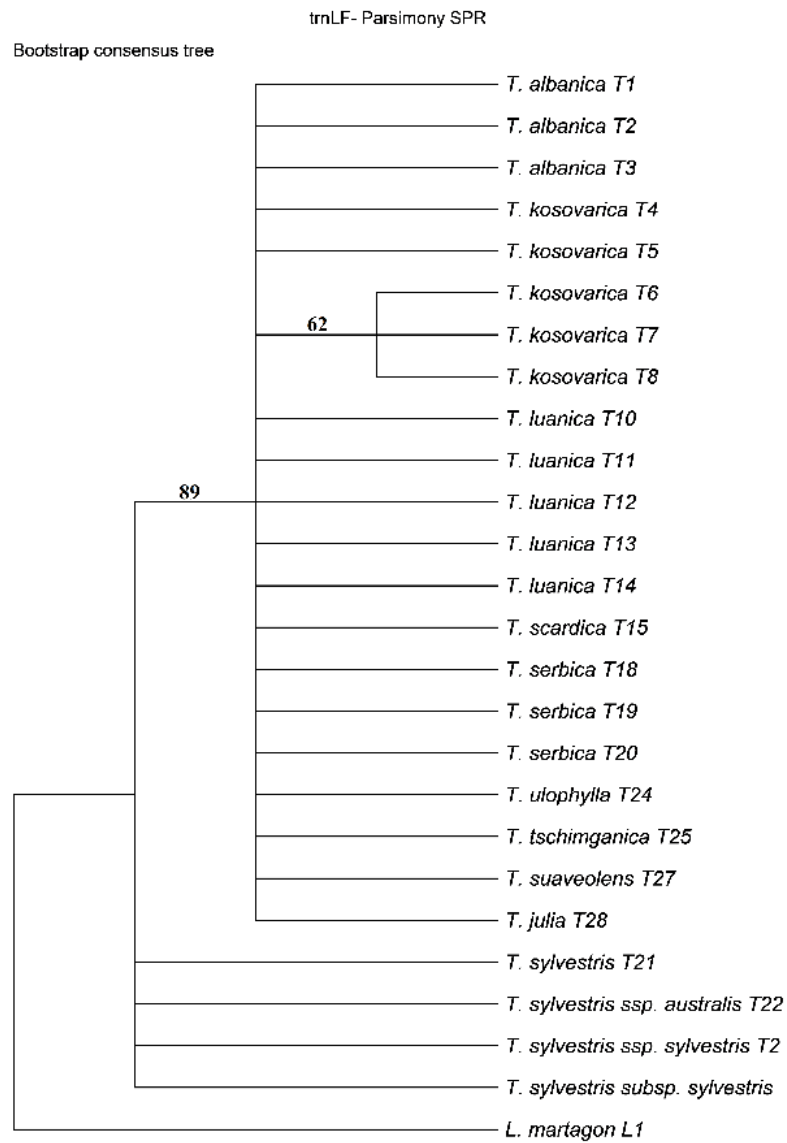 trnLF- Parsimony SPR
Bootstrap consensus tree
T. albanica T1
T. albanica T2
T. albanica T3
T. kosovarica T4
T. kosovarica T5
T. kosovarica T6
62
T. kosovarica T7
T. kosovarica T8
T. luanica T10
T. luanica T11
89
T. luanica T12
T. luanica T13
T. luanica T14
T. scardica T15
T. serbica T18
T. serbica T19
T. serbica T20
T. ulophylla T24
T. tschimganica T25
T. suaveolens T27
T. julia T28
T. sylvestris T21
T. sylvestris ssp. australis T22
T. sylvestris ssp. sylvestris T2
T. sylvestris subsp. sylvestris
L. martagon L1